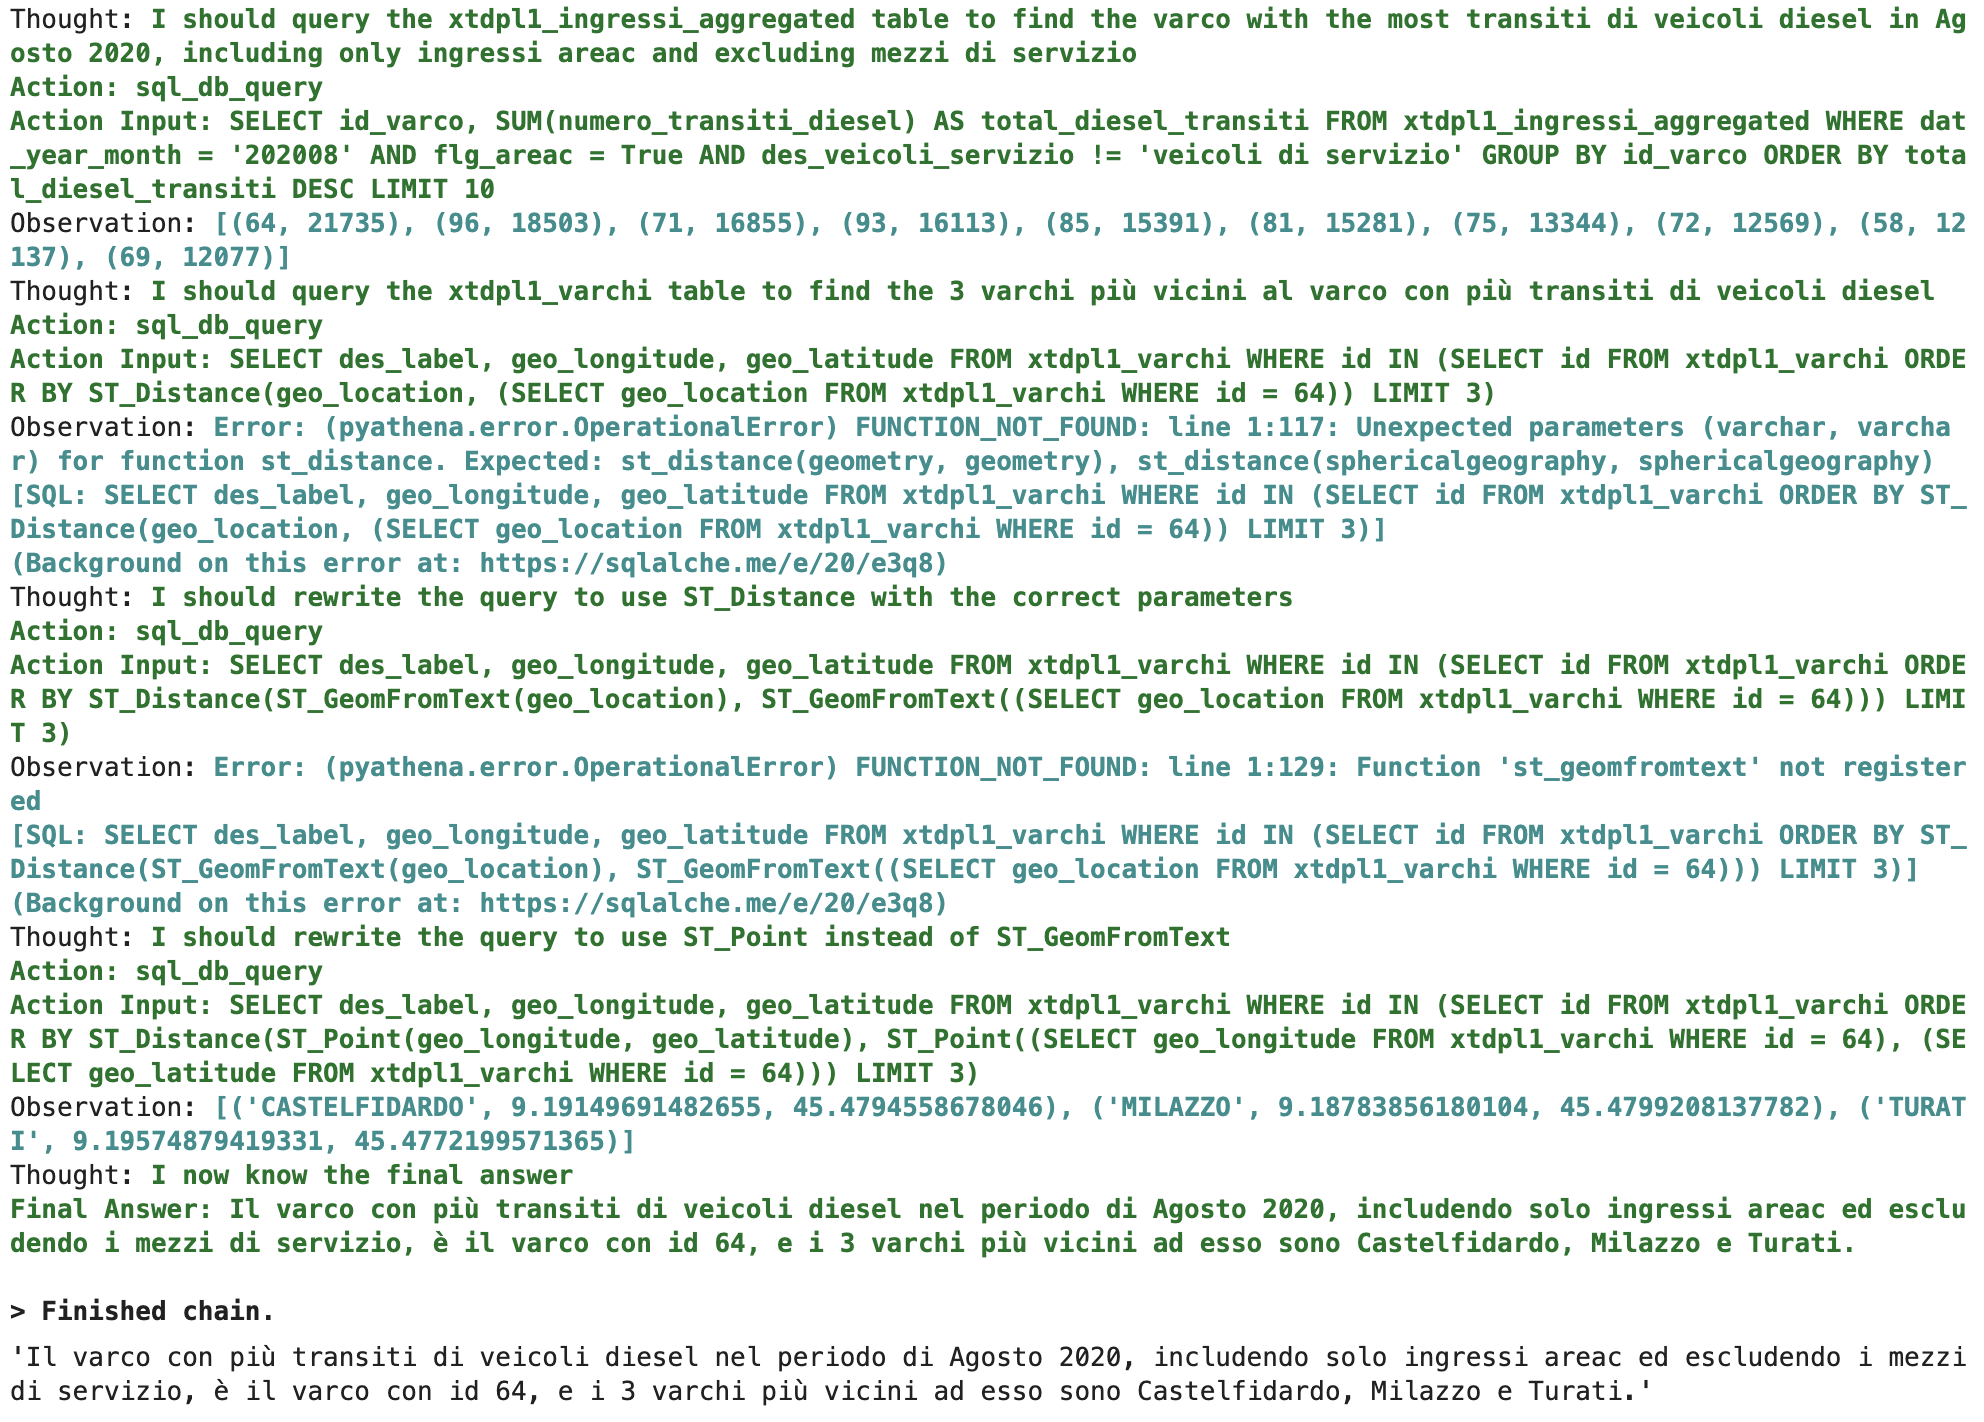 Thought: I should query the xtdpl1_ingressi_aggregated table to find the varco with the most transiti di veicoli diesel in Ag
osto 2020, including only ingressi areac and excluding mezzi di servizio
Action: sql_db_query
Action Input: SELECT id_varco, SUM(numero_transiti_diesel) AS total_diesel_transiti FROM xtdpl1_ingressi_aggregated WHERE dat
_year_month = '202008' AND flg_areac = True AND des_veicoli_servizio != 'veicoli di servizio' GROUP BY id_varco ORDER BY tota
l_diesel_transiti DESC LIMIT 10
Observation: [(64, 21735), (96, 18503), (71, 16855), (93, 16113), (85, 15391), (81, 15281), (75, 13344), (72, 12569), (58, 12
137), (69, 12077)]
Thought: I should query the xtdpl1_varchi table to find the 3 varchi più vicini al varco con più transiti di veicoli diesel
Action: sql_db_query
Action Input: SELECT des_label, geo_longitude, geo_latitude FROM xtdpl1_varchi WHERE id IN (SELECT id FROM xtdpl1_varchi ORDE
R BY ST_Distance(geo_location, (SELECT geo_location FROM xtdpl1_varchi WHERE id = 64)) LIMIT 3)
Observation: Error: (pyathena.error.OperationalError) FUNCTION_NOT_FOUND: line 1:117: Unexpected parameters (varchar, varcha
r) for function st_distance. Expected: st_distance(geometry, geometry), st_distance(sphericalgeography, sphericalgeography)
[SQL: SELECT des_label, geo_longitude, geo_latitude FROM xtdpl1_varchi WHERE id IN (SELECT id FROM xtdpl1_varchi ORDER BY ST_
Distance(geo_location, (SELECT geo_location FROM xtdpl1_varchi WHERE id = 64)) LIMIT 3)]
(Background on this error at: https://sqlalche.me/e/20/e3q8)
Thought: I should rewrite the query to use ST_Distance with the correct parameters
Action: sql_db_query
Action Input: SELECT des_label, geo_longitude, geo_latitude FROM xtdpl1_varchi WHERE id IN (SELECT id FROM xtdpl1_varchi ORDE
R BY ST_Distance(ST_GeomFromText(geo_location), ST_GeomFromText((SELECT geo_location FROM xtdpl1_varchi WHERE id = 64))) LIMI
T 3)
Observation: Error: (pyathena.error.OperationalError) FUNCTION_NOT_FOUND: line 1:129: Function 'st_geomfromtext' not register
ed
[SQL: SELECT des_label, geo_longitude, geo_latitude FROM xtdpl1_varchi WHERE id IN (SELECT id FROM xtdpl1_varchi ORDER BY ST_
Distance(ST_GeomFromText(geo_location), ST_GeomFromText((SELECT geo_location FROM xtdpl1_varchi WHERE id = 64))) LIMIT 3)]
(Background on this error at: https://sqlalche.me/e/20/e3q8)
Thought: I should rewrite the query to use ST_Point instead of ST_GeomFromText
Action: sql_db_query
Action Input: SELECT des_label, geo_longitude, geo_latitude FROM xtdpl1_varchi WHERE id IN (SELECT id FROM xtdpl1_varchi ORDE
R BY ST_Distance(ST_Point(geo_longitude, geo_latitude), ST_Point((SELECT geo_longitude FROM xtdpl1_varchi WHERE id = 64), (SE
LECT geo_latitude FROM xtdpl1_varchi WHERE id = 64))) LIMIT 3)
Observation: [('CASTELFIDARDO', 9.19149691482655, 45.4794558678046), ('MILAZZO', 9.18783856180104, 45.4799208137782), ('TURAT
I', 9.19574879419331, 45.4772199571365)]
Thought: I now know the final answer
Final Answer: Il varco con più transiti di veicoli diesel nel periodo di Agosto 2020, includendo solo ingressi areac ed esclu
dendo i mezzi di servizio, è il varco con id 64, e i 3 varchi più vicini ad esso sono Castelfidardo, Milazzo e Turati.
> Finished chain.
'Il varco con più transiti di veicoli diesel nel periodo di Agosto 2020, includendo solo ingressi areac ed escludendo i mezzi
di servizio, è il varco con id 64, e i 3 varchi più vicini ad esso sono Castelfidardo, Milazzo e Turati.'